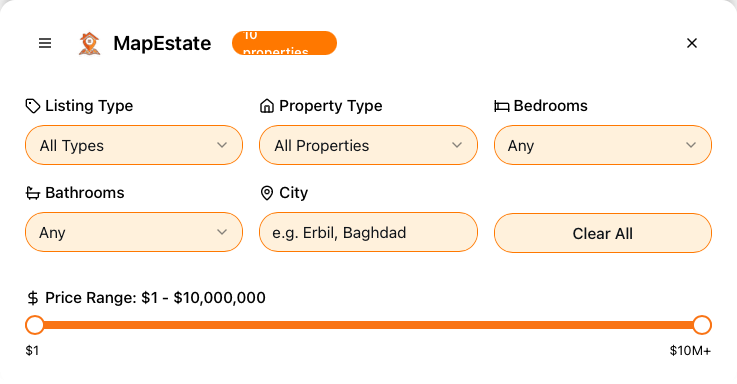 MapEstate
10
properties
Listing Type
Property Type
Bedrooms
All Types
All Properties
Any
Bathrooms
City
Any
e.g. Erbil, Baghdad
Clear All
Price Range: $1 - $10,000,000
$1
$10M+